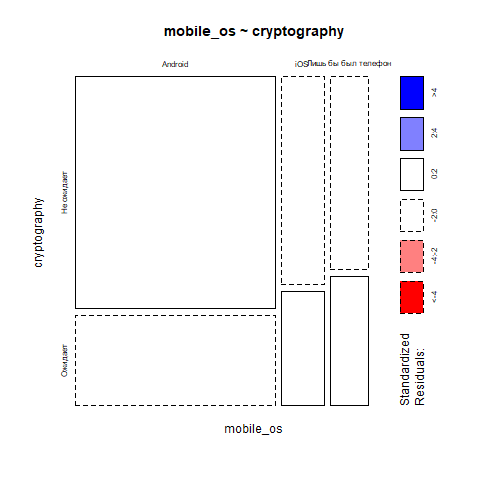 mobile_os ~ cryptography
Android
iOS
Лишь бы был телефон
Не ожидает
Ожидает
cryptography
mobile_os
>4
2:4
0:2
-2:0
-4:-2
<-4
Standardized
Residuals: